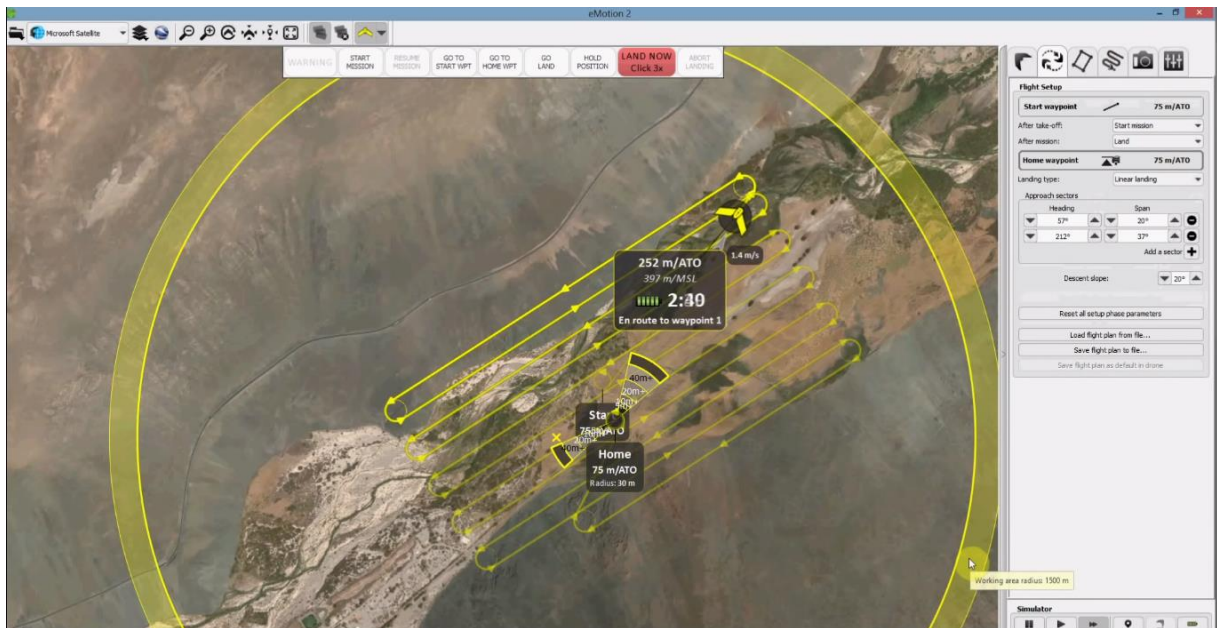 eMotion 2
Microsoft Satellite
WARNING
START MISSION
RESUME MISSION
GO TO START WPT
GO TO HOME WPT
GO LAND
HOLD POSITION
LAND NOW Click 3x
ABORT LANDING
Flight Setup
Start waypoint 75 m/ATO
After take-off: Start mission
After mission: Land
Home waypoint 75 m/ATO
Landing type: Linear landing
Approach sectors
Heading Span
57° 20°
212° 37°
Add a sector
Descent slope: 20°
Reset all setup phase parameters
Load flight plan from file...
Save flight plan to file...
Save flight plan as default in drone
1.4 m/s
252 m/ATO
397 m/MSL
En route to waypoint 1
40m+
20m+
Home
75 m/ATO
Radius: 30 m
20m+
40m+
Working area radius: 1500 m
Simulator